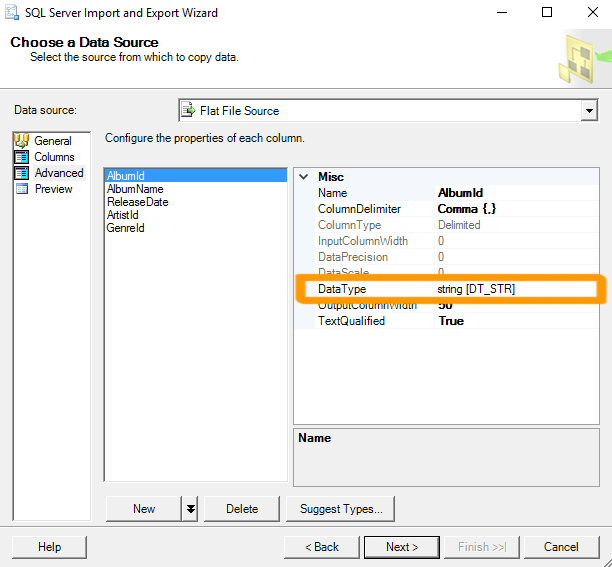 SQL Server Import and Export Wizard
Choose a Data Source
Select the source from which to copy data.
Data source: Flat File Source
General
Columns
Advanced
Preview
Configure the properties of each column.
AlbumId
AlbumName
ReleaseDate
ArtistId
GenreId
Misc
Name AlbumId
ColumnDelimiter Comma {,}
ColumnType Delimited
InputColumnWidth 0
DataPrecision 0
DataScale 0
DataType string [DT_STR]
OutputColumnWidth 50
TextQualified True
Name
New Delete Suggest Types...
Help < Back Next > Finish >>| Cancel